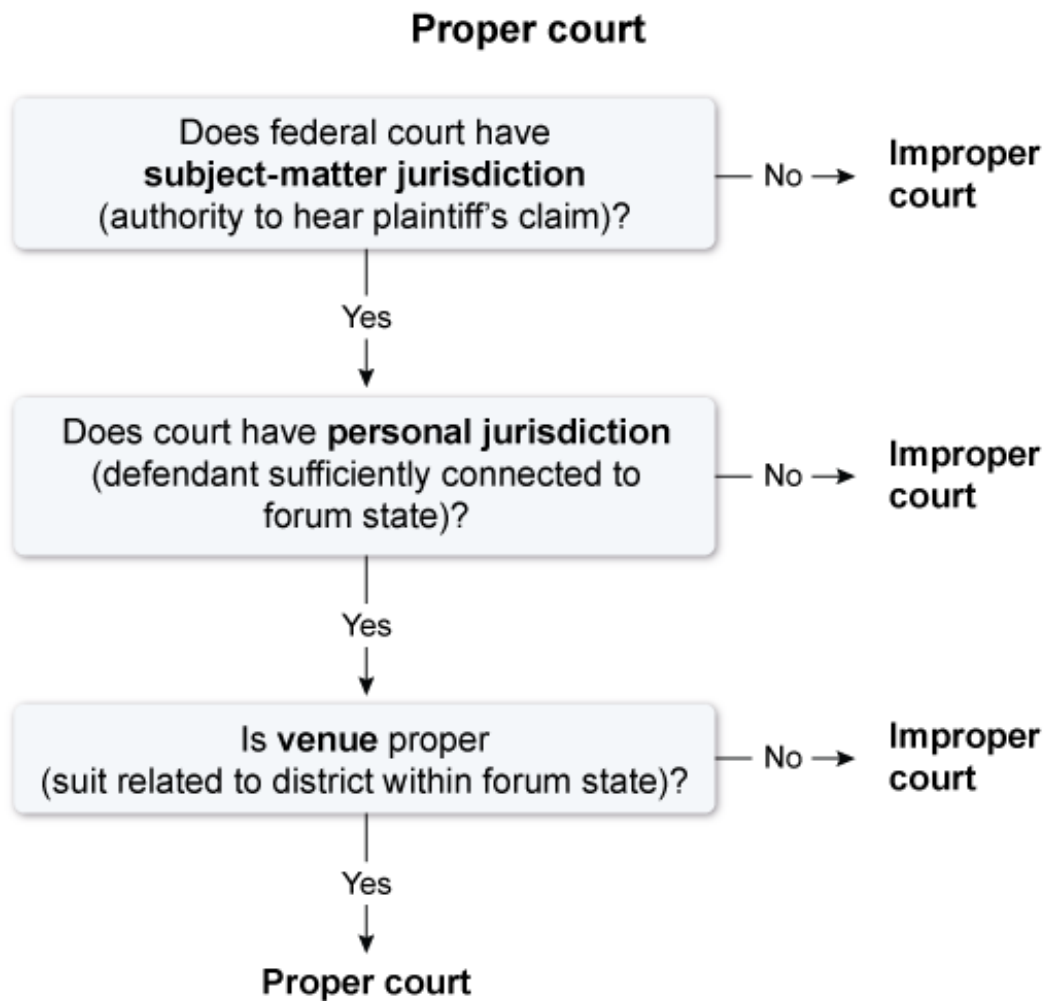 Proper court
Does federal court have
subject-matter jurisdiction
(authority to hear plaintiff's claim)?
No
Improper
court
Yes
Does court have personal jurisdiction
(defendant sufficiently connected to
forum state)?
No
Improper
court
Yes
Is venue proper
(suit related to district within forum state)?
No
Improper
court
Yes
Proper court